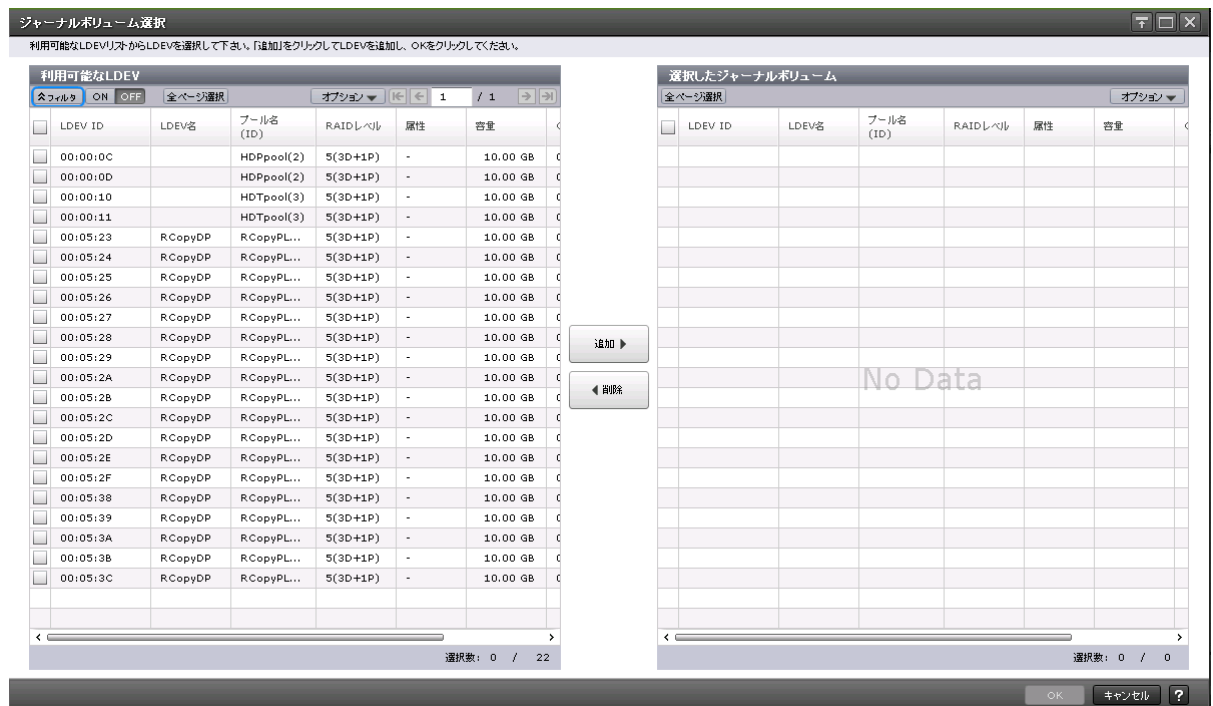 ジャーナルボリューム選択
利用可能なLDEVリストからLDEVを選択して下さい。「追加」をクリックしてLDEVを追加し、OKをクリックしてください。
利用可能なLDEV
フィルタ ON OFF 全ページ選択 オプション 1 / 1
LDEV ID LDEV名 プール名 (ID) RAIDレベル 属性 容量
00:00:0C HDPpool(2) 5(3D+1P) - 10.00 GB
00:00:0D HDPpool(2) 5(3D+1P) - 10.00 GB
00:00:10 HDTpool(3) 5(3D+1P) - 10.00 GB
00:00:11 HDTpool(3) 5(3D+1P) - 10.00 GB
00:05:23 RCopyDP RCopyPL... 5(3D+1P) - 10.00 GB
00:05:24 RCopyDP RCopyPL... 5(3D+1P) - 10.00 GB
00:05:25 RCopyDP RCopyPL... 5(3D+1P) - 10.00 GB
00:05:26 RCopyDP RCopyPL... 5(3D+1P) - 10.00 GB
00:05:27 RCopyDP RCopyPL... 5(3D+1P) - 10.00 GB
00:05:28 RCopyDP RCopyPL... 5(3D+1P) - 10.00 GB
00:05:29 RCopyDP RCopyPL... 5(3D+1P) - 10.00 GB
00:05:2A RCopyDP RCopyPL... 5(3D+1P) - 10.00 GB
00:05:2B RCopyDP RCopyPL... 5(3D+1P) - 10.00 GB
00:05:2C RCopyDP RCopyPL... 5(3D+1P) - 10.00 GB
00:05:2D RCopyDP RCopyPL... 5(3D+1P) - 10.00 GB
00:05:2E RCopyDP RCopyPL... 5(3D+1P) - 10.00 GB
00:05:2F RCopyDP RCopyPL... 5(3D+1P) - 10.00 GB
00:05:38 RCopyDP RCopyPL... 5(3D+1P) - 10.00 GB
00:05:39 RCopyDP RCopyPL... 5(3D+1P) - 10.00 GB
00:05:3A RCopyDP RCopyPL... 5(3D+1P) - 10.00 GB
00:05:3B RCopyDP RCopyPL... 5(3D+1P) - 10.00 GB
00:05:3C RCopyDP RCopyPL... 5(3D+1P) - 10.00 GB
選択数: 0 / 22
追加
削除
選択したジャーナルボリューム
全ページ選択 オプション
LDEV ID LDEV名 プール名 (ID) RAIDレベル 属性 容量
No Data
選択数: 0 / 0
OK キャンセル ?